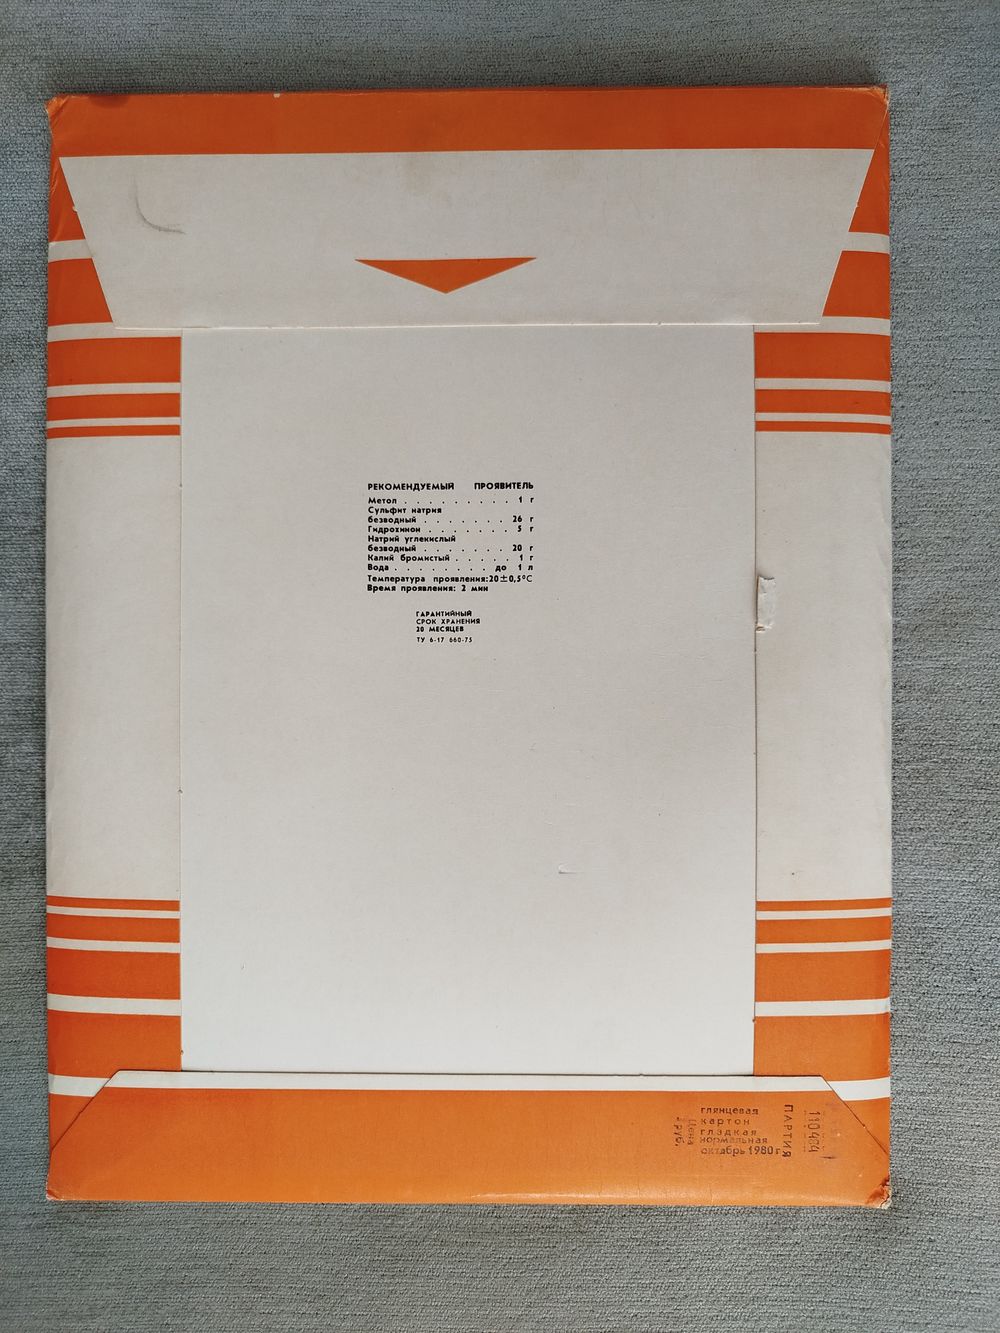 РЕКОМЕНДУЕМЫЙ ПРОЯВИТЕЛЬ
Метол . . . . . . . . . 1 г
Сульфит натрия
безводный . . . . . . . 26 г
Гидрохинон . . . . . . . 5 г
Натрий углекислый
безводный . . . . . . . 20 г
Калий бромистый . . . . . 1 г
Вода . . . . . . . . до 1 л
Температура проявления:20±0,5°С
Время проявления: 2 мин
ГАРАНТИЙНЫЙ
СРОК ХРАНЕНИЯ
20 МЕСЯЦЕВ
ТУ 6-17 660-75
глянцевая
картон
гладкая
нормальная
октябрь 1980 г
Цена
руб.
ПАРТИЯ
110484